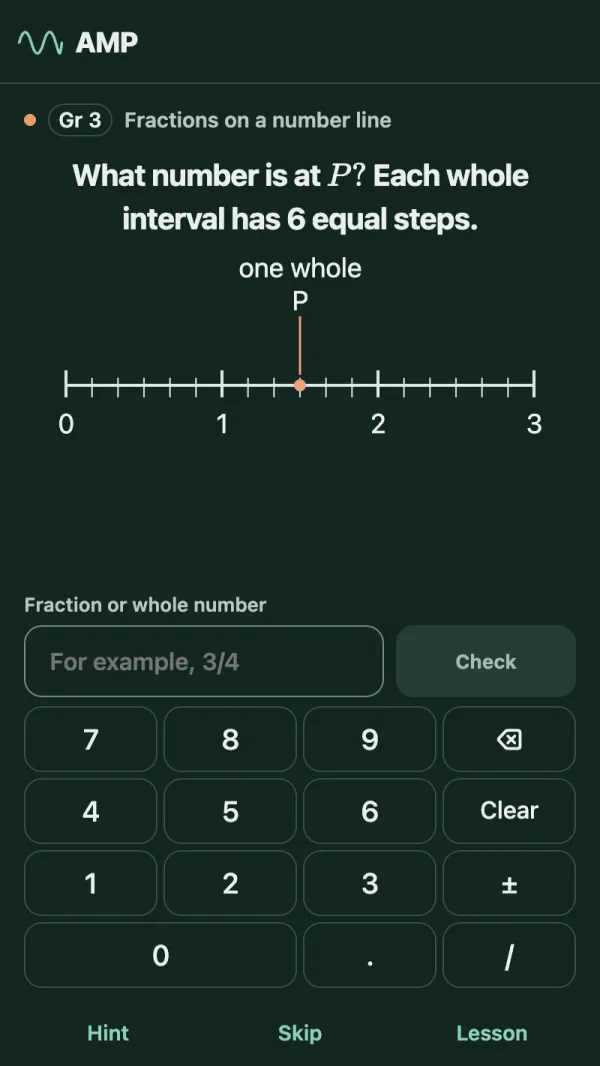 AMP
Gr 3 Fractions on a number line
What number is at P? Each whole
interval has 6 equal steps.
one whole
P
0 1 2 3
Fraction or whole number
For example, 3/4 Check
7 8 9
4 5 6 Clear
1 2 3 ±
0 . /
Hint Skip Lesson